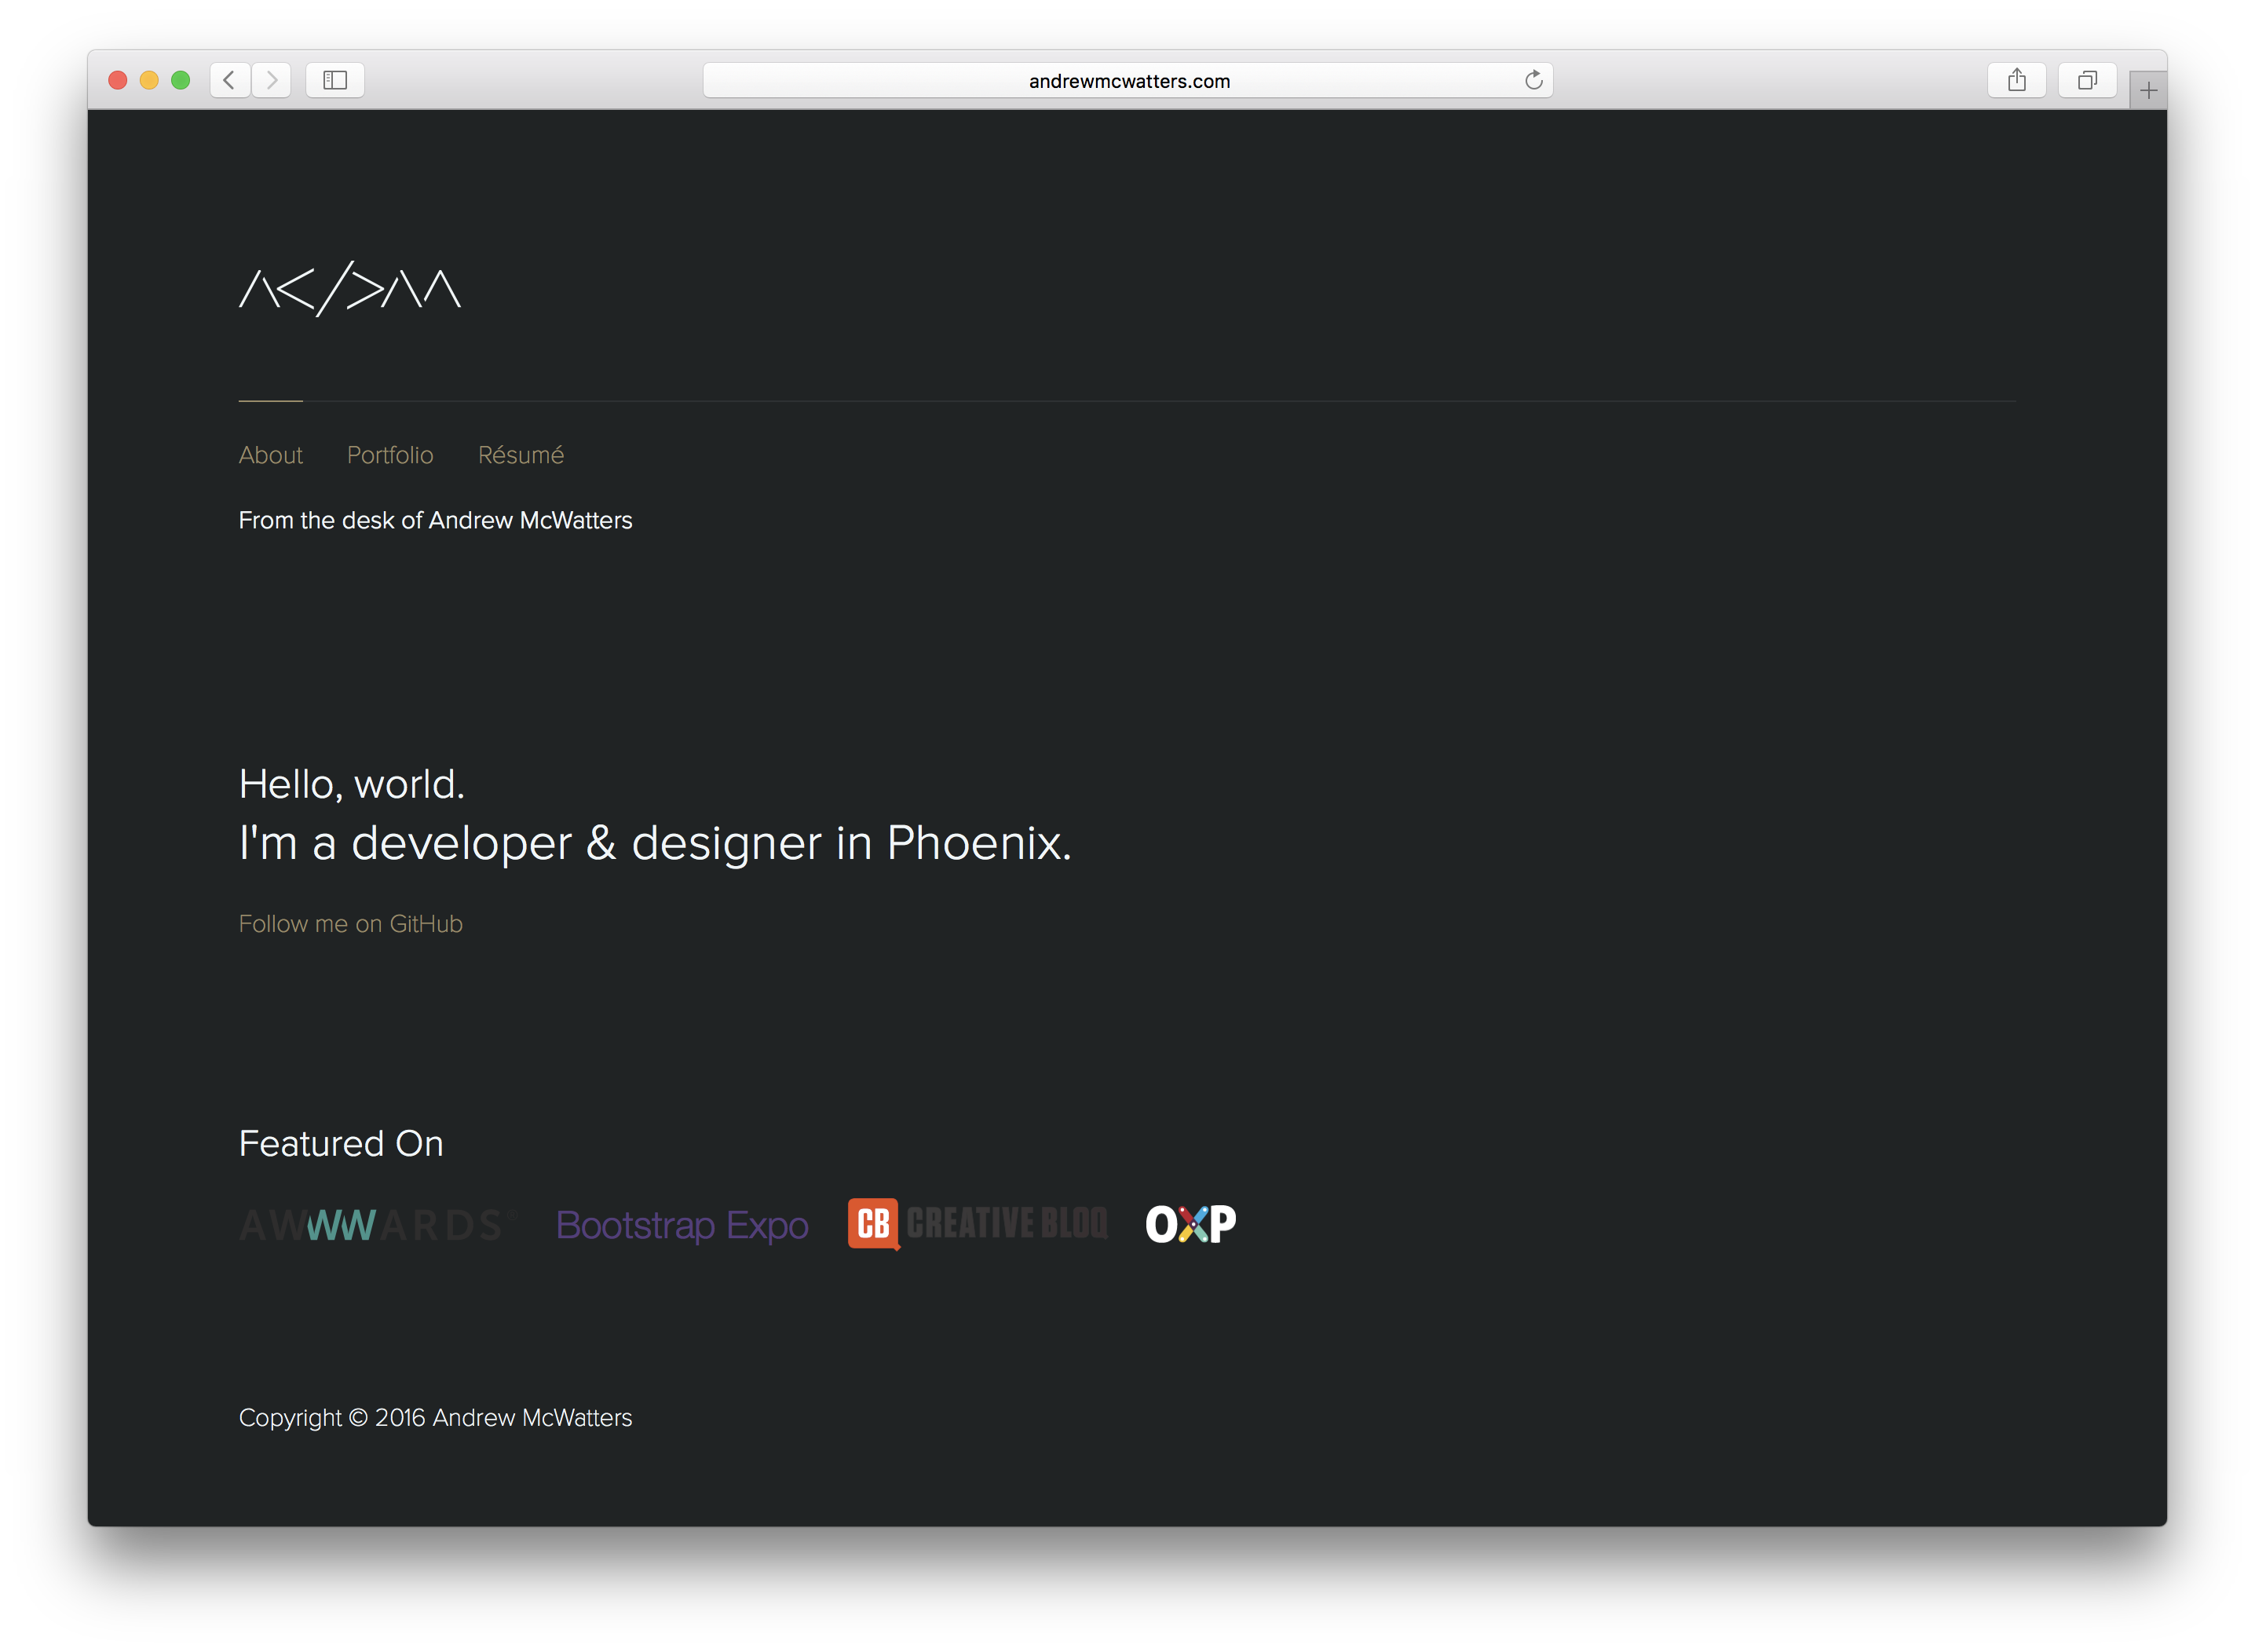 andrewmcwatters.com
About Portfolio Résumé
From the desk of Andrew McWatters
Hello, world.
I'm a developer & designer in Phoenix.
Follow me on GitHub
Featured On
AWWWARDS® Bootstrap Expo CB CREATIVE BLOQ OXP
Copyright © 2016 Andrew McWatters